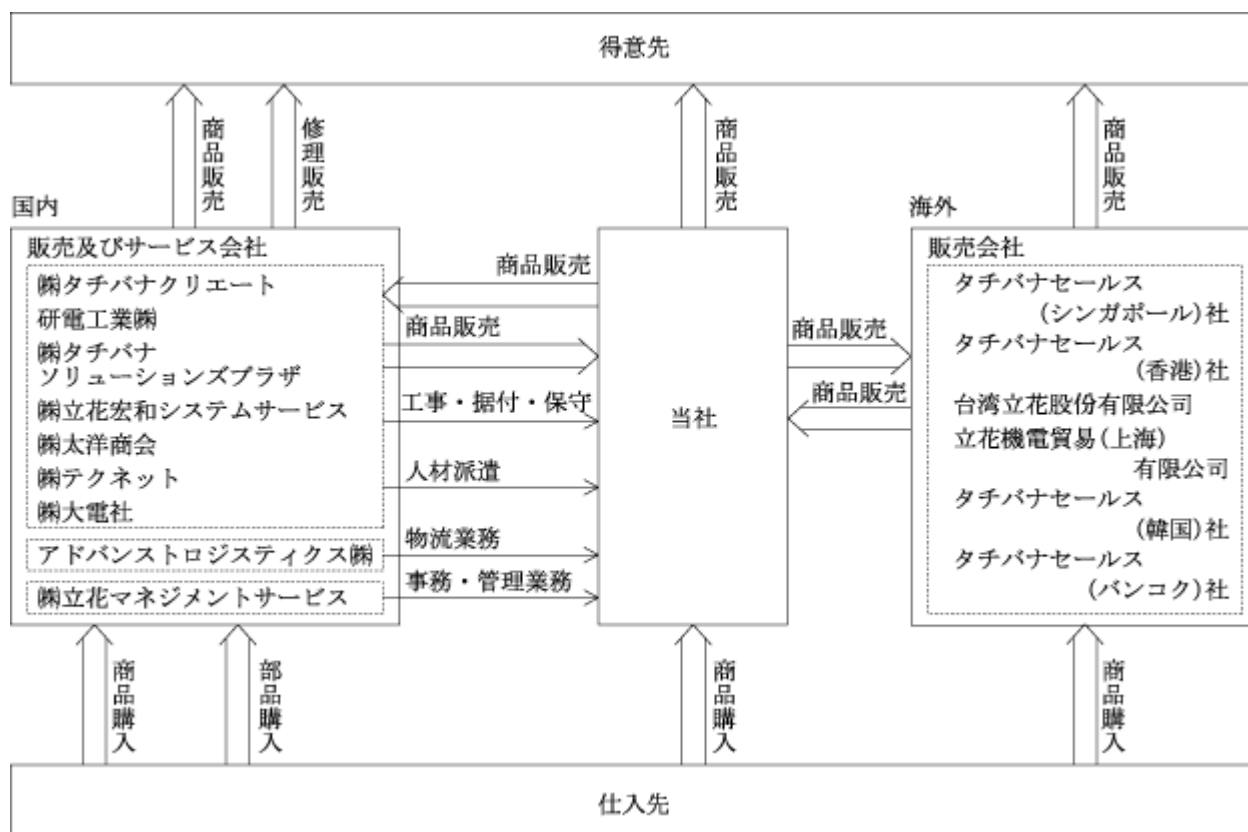 得意先
商品販売
修理販売
商品販売
商品販売
国内
海外
販売及びサービス会社
㈱タチバナクリエート
研電工業㈱
㈱タチバナ
ソリューションズプラザ
㈱立花宏和システムサービス
㈱太洋商会
㈱テクネット
㈱大電社
アドバンストロジスティクス㈱
㈱立花マネジメントサービス
商品販売
商品販売
工事・据付・保守
人材派遣
物流業務
事務・管理業務
当社
商品販売
商品販売
販売会社
タチバナセールス
(シンガポール)社
タチバナセールス
(香港)社
台湾立花股份有限公司
立花機電貿易(上海)
有限公司
タチバナセールス
(韓国)社
タチバナセールス
(バンコク)社
商品購入
部品購入
商品購入
商品購入
仕入先